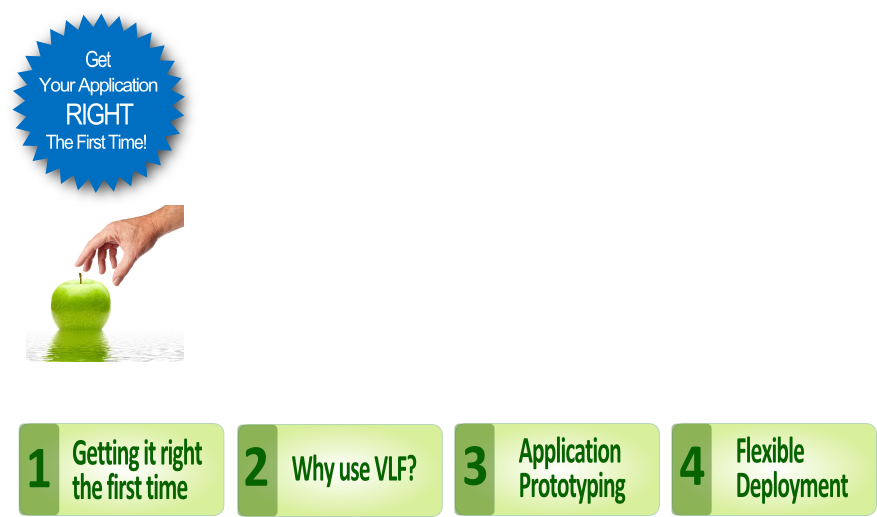 Get
Your Application
RIGHT
The First Time!
1
Getting it right
the first time
2
Why use VLF?
3
Application
Prototyping
4
Flexible
Deployment